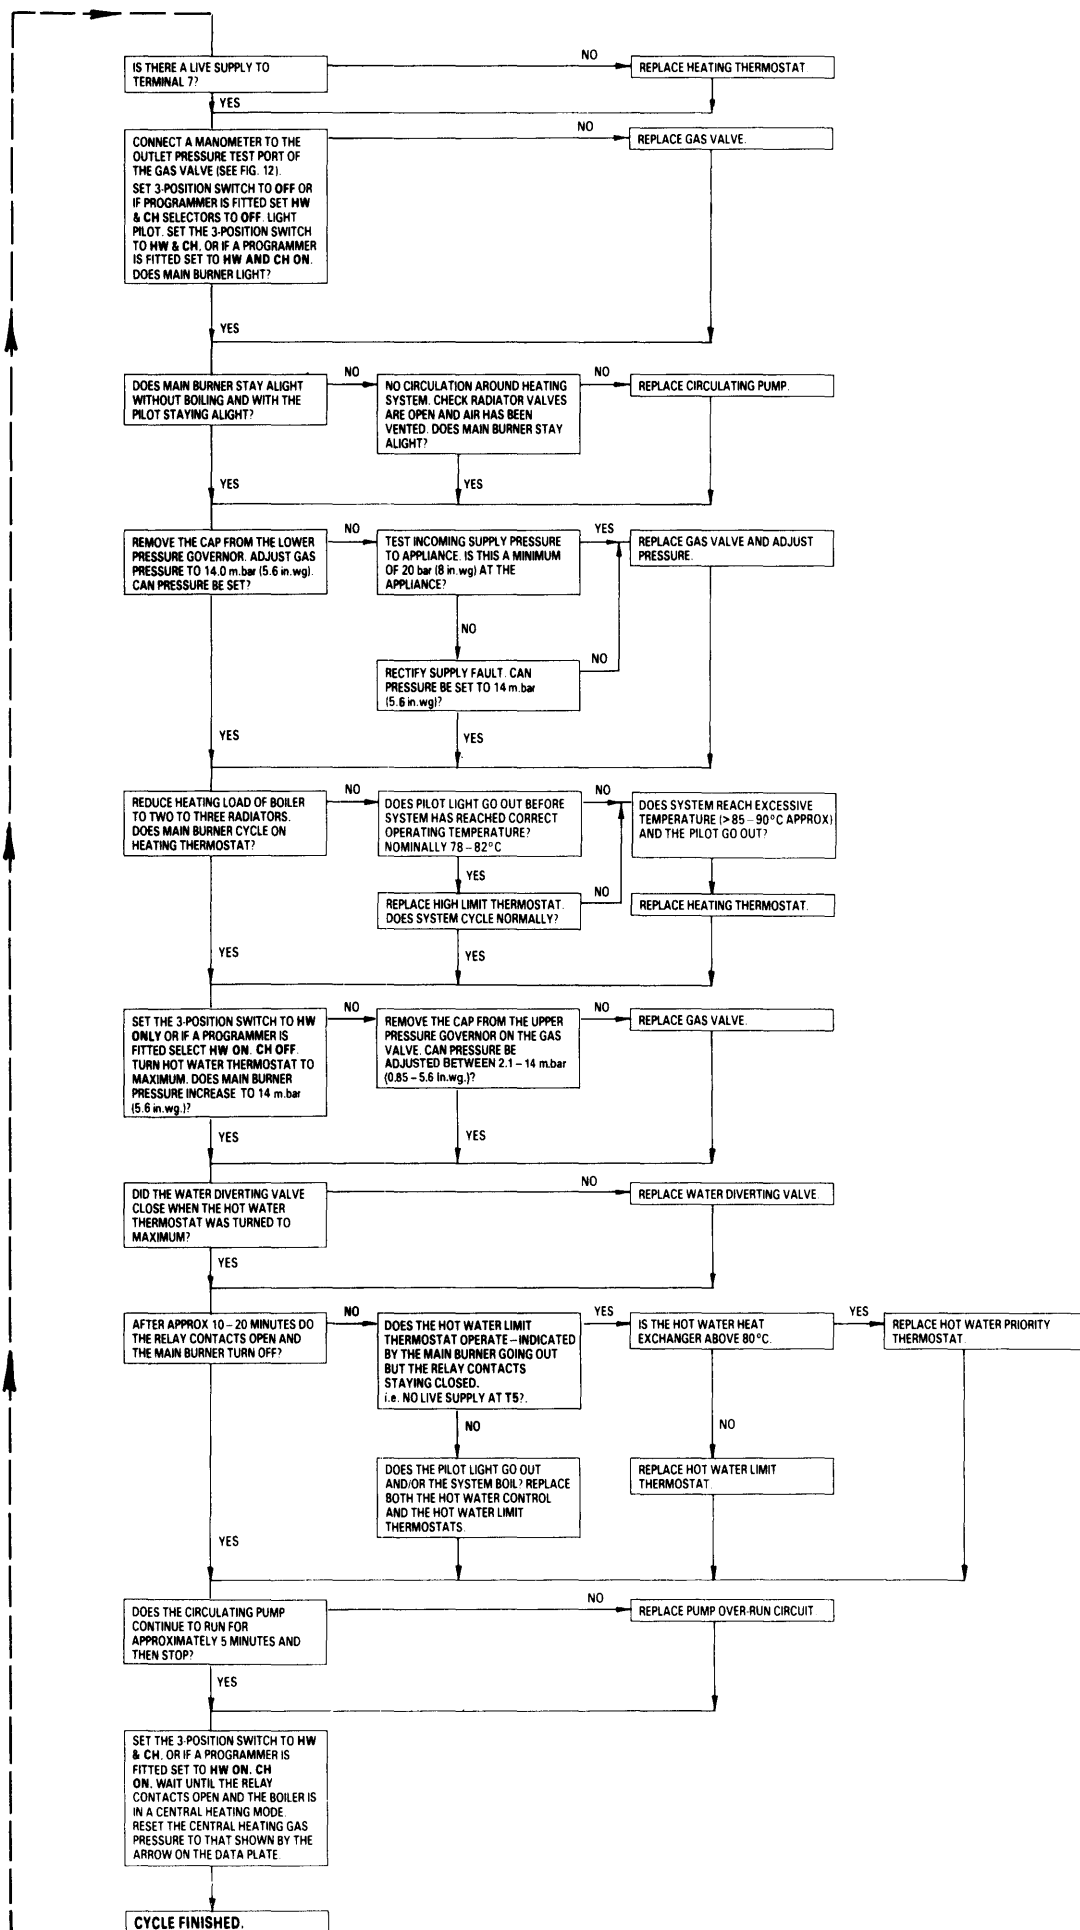 IS THERE A LIVE SUPPLY TO
TERMINAL 7?
NO
REPLACE HEATING THERMOSTAT.
YES
CONNECT A MANOMETER TO THE
OUTLET PRESSURE TEST PORT OF
THE GAS VALVE (SEE FIG. 12).
SET 3-POSITION SWITCH TO OFF OR
IF PROGRAMMER IS FITTED SET HW
& CH SELECTORS TO OFF. LIGHT
PILOT. SET THE 3-POSITION SWITCH
TO HW & CH, OR IF A PROGRAMMER
IS FITTED SET TO HW AND CH ON.
DOES MAIN BURNER LIGHT?
NO
REPLACE GAS VALVE.
YES
DOES MAIN BURNER STAY ALIGHT
WITHOUT BOILING AND WITH THE
PILOT STAYING ALIGHT?
NO
NO CIRCULATION AROUND HEATING
SYSTEM. CHECK RADIATOR VALVES
ARE OPEN AND AIR HAS BEEN
VENTED. DOES MAIN BURNER STAY
ALIGHT?
NO
REPLACE CIRCULATING PUMP.
YES
YES
REMOVE THE CAP FROM THE LOWER
PRESSURE GOVERNOR. ADJUST GAS
PRESSURE TO 14.0 m.bar (5.6 in.wg).
CAN PRESSURE BE SET?
NO
TEST INCOMING SUPPLY PRESSURE
TO APPLIANCE. IS THIS A MINIMUM
OF 20 bar (8 in.wg) AT THE
APPLIANCE?
YES
REPLACE GAS VALVE AND ADJUST
PRESSURE.
NO
RECTIFY SUPPLY FAULT. CAN
PRESSURE BE SET TO 14 m.bar
(5.6 in.wg)?
NO
YES
YES
REDUCE HEATING LOAD OF BOILER
TO TWO TO THREE RADIATORS.
DOES MAIN BURNER CYCLE ON
HEATING THERMOSTAT?
NO
DOES PILOT LIGHT GO OUT BEFORE
SYSTEM HAS REACHED CORRECT
OPERATING TEMPERATURE?
NOMINALLY 78 – 82°C
NO
DOES SYSTEM REACH EXCESSIVE
TEMPERATURE (> 85 – 90°C APPROX)
AND THE PILOT GO OUT?
YES
REPLACE HIGH LIMIT THERMOSTAT.
DOES SYSTEM CYCLE NORMALLY?
NO
REPLACE HEATING THERMOSTAT.
YES
YES
SET THE 3-POSITION SWITCH TO HW
ONLY OR IF A PROGRAMMER IS
FITTED SELECT HW ON. CH OFF.
TURN HOT WATER THERMOSTAT TO
MAXIMUM. DOES MAIN BURNER
PRESSURE INCREASE TO 14 m.bar
(5.6 in.wg.)?
NO
REMOVE THE CAP FROM THE UPPER
PRESSURE GOVERNOR ON THE GAS
VALVE. CAN PRESSURE BE
ADJUSTED BETWEEN 2.1 – 14 m.bar
(0.85 – 5.6 in.wg.)?
NO
REPLACE GAS VALVE.
YES
YES
DID THE WATER DIVERTING VALVE
CLOSE WHEN THE HOT WATER
THERMOSTAT WAS TURNED TO
MAXIMUM?
NO
REPLACE WATER DIVERTING VALVE.
YES
AFTER APPROX 10 – 20 MINUTES DO
THE RELAY CONTACTS OPEN AND
THE MAIN BURNER TURN OFF?
NO
DOES THE HOT WATER LIMIT
THERMOSTAT OPERATE – INDICATED
BY THE MAIN BURNER GOING OUT
BUT THE RELAY CONTACTS
STAYING CLOSED.
i.e. NO LIVE SUPPLY AT T5?.
YES
IS THE HOT WATER HEAT
EXCHANGER ABOVE 80°C.
YES
REPLACE HOT WATER PRIORITY
THERMOSTAT.
NO
NO
DOES THE PILOT LIGHT GO OUT
AND/OR THE SYSTEM BOIL? REPLACE
BOTH THE HOT WATER CONTROL
AND THE HOT WATER LIMIT
THERMOSTATS.
REPLACE HOT WATER LIMIT
THERMOSTAT.
YES
DOES THE CIRCULATING PUMP
CONTINUE TO RUN FOR
APPROXIMATELY 5 MINUTES AND
THEN STOP?
NO
REPLACE PUMP OVER-RUN CIRCUIT
YES
SET THE 3-POSITION SWITCH TO HW
& CH, OR IF A PROGRAMMER IS
FITTED SET TO HW ON. CH
ON. WAIT UNTIL THE RELAY
CONTACTS OPEN AND THE BOILER IS
IN A CENTRAL HEATING MODE.
RESET THE CENTRAL HEATING GAS
PRESSURE TO THAT SHOWN BY THE
ARROW ON THE DATA PLATE.
CYCLE FINISHED.